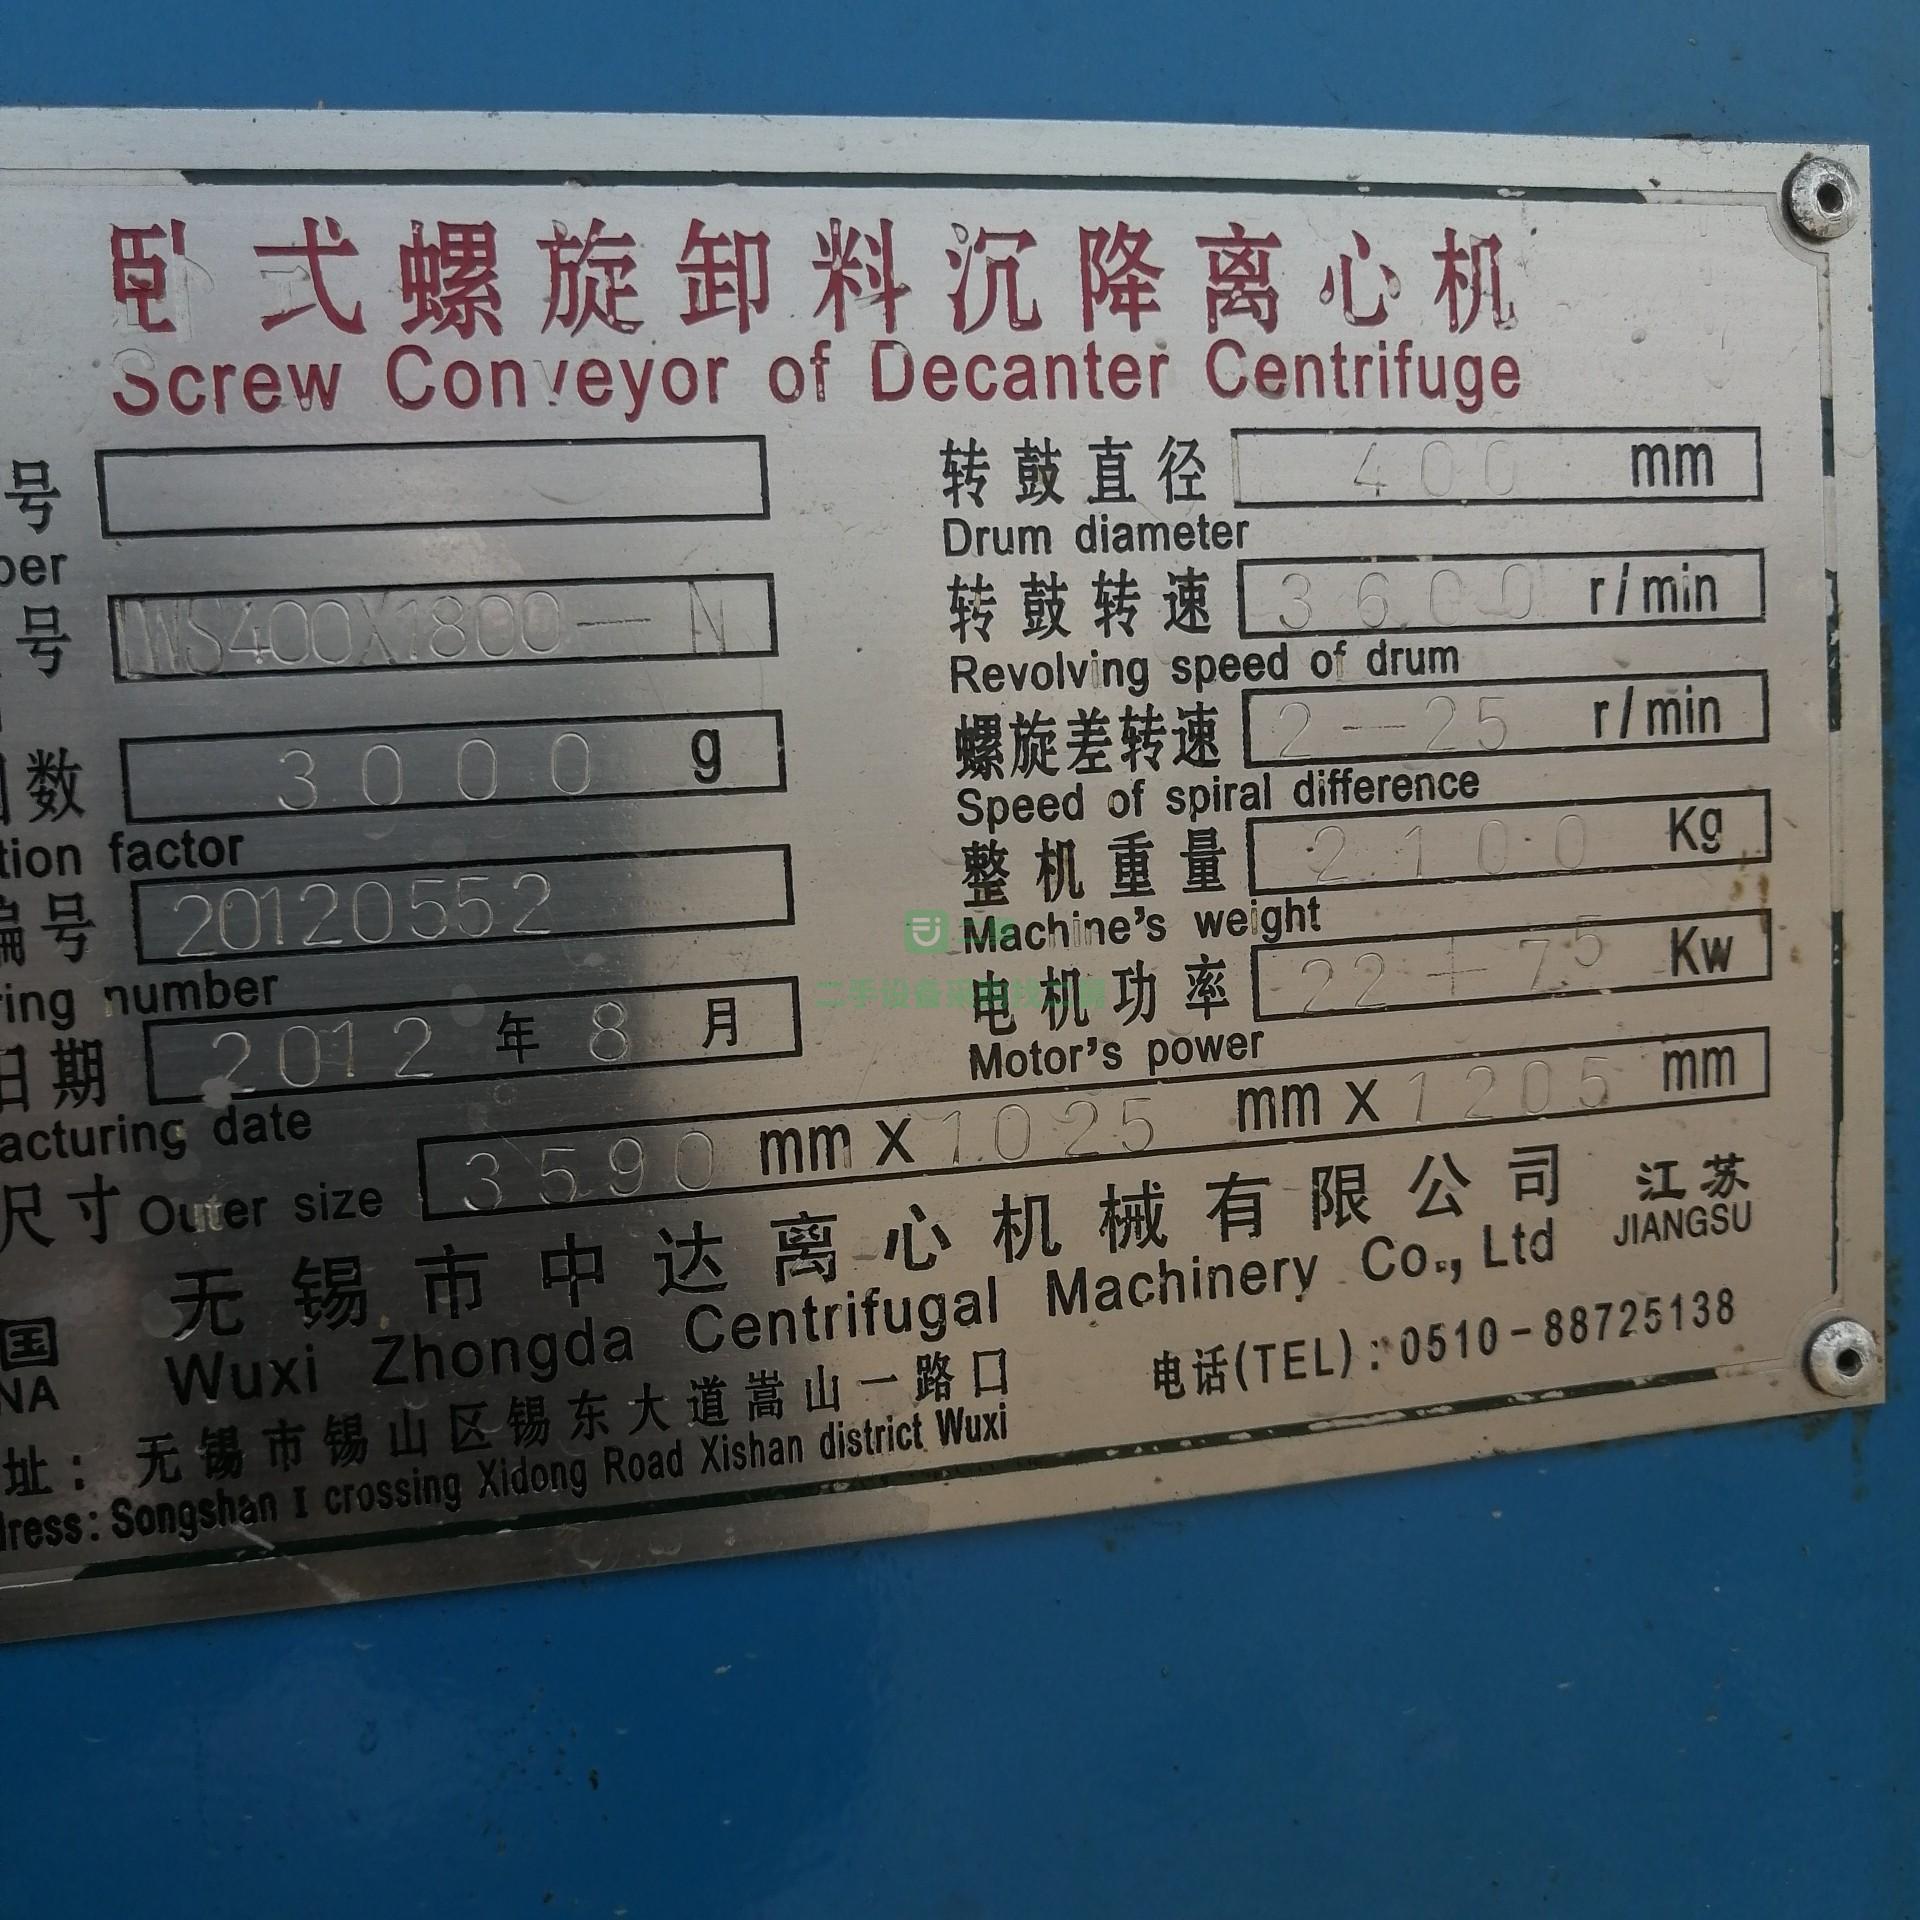 卧式螺旋卸料沉降离心机
Screw Conveyor of Decanter Centrifuge
号
转鼓直径 400 mm
Drum diameter
号 LWS400X1800-N
转鼓转速 3600 r/min
Revolving speed of drum
数 3000 g
螺旋差转速 2-25 r/min
Speed of spiral difference
tion factor
编号 20120552
整机重量 2100 Kg
Machine's weight
ring number
日期 2012 年 8 月
电机功率 22+75 Kw
Motor's power
acturing date
尺寸 Outer size 3590 mm x 1025 mm x 1205 mm
无锡市中达离心机械有限公司 江苏
国 Wuxi Zhongda Centrifugal Machinery Co., Ltd JIANGSU
NA
址: 无锡市锡山区锡东大道嵩山一路口 电话(TEL):0510-88725138
dress: Songshan I crossing Xidong Road Xishan district Wuxi